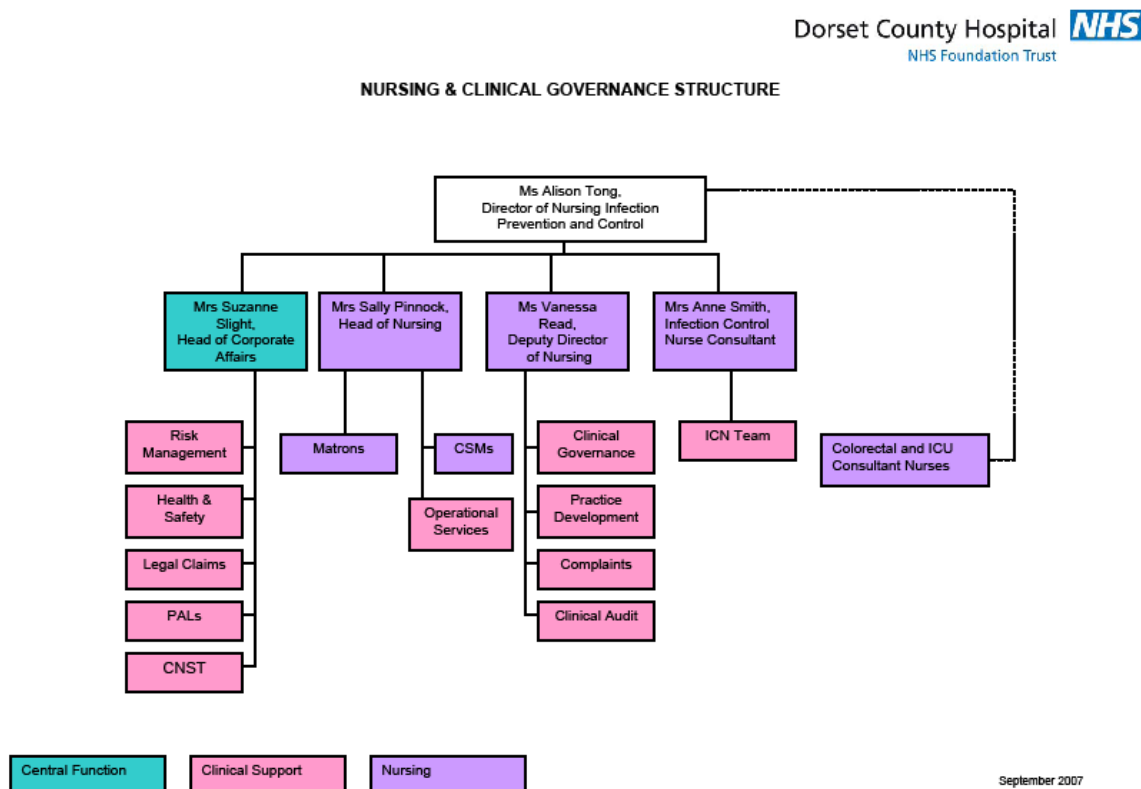 Dorset County Hospital NHS
NHS Foundation Trust
NURSING & CLINICAL GOVERNANCE STRUCTURE
Ms Alison Tong,
Director of Nursing Infection
Prevention and Control
Mrs Suzanne
Slight,
Head of Corporate
Affairs
Mrs Sally Pinnock,
Head of Nursing
Ms Vanessa
Read,
Deputy Director
of Nursing
Mrs Anne Smith,
Infection Control
Nurse Consultant
Risk
Management
Health &
Safety
Legal Claims
PALs
CNST
Matrons
CSMs
Operational
Services
Clinical
Governance
Practice
Development
Complaints
Clinical Audit
ICN Team
Colorectal and ICU
Consultant Nurses
Central Function
Clinical Support
Nursing
September 2007